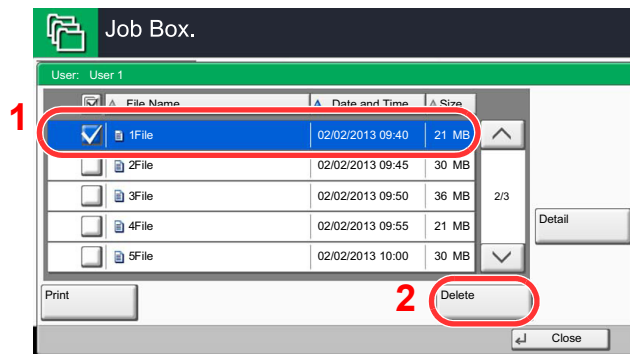 Job Box.
User: User 1
File Name Date and Time Size
1
1File 02/02/2013 09:40 21 MB
2File 02/02/2013 09:45 30 MB
3File 02/02/2013 09:50 36 MB 2/3
4File 02/02/2013 09:55 21 MB Detail
5File 02/02/2013 10:00 30 MB
Print 2 Delete
Close